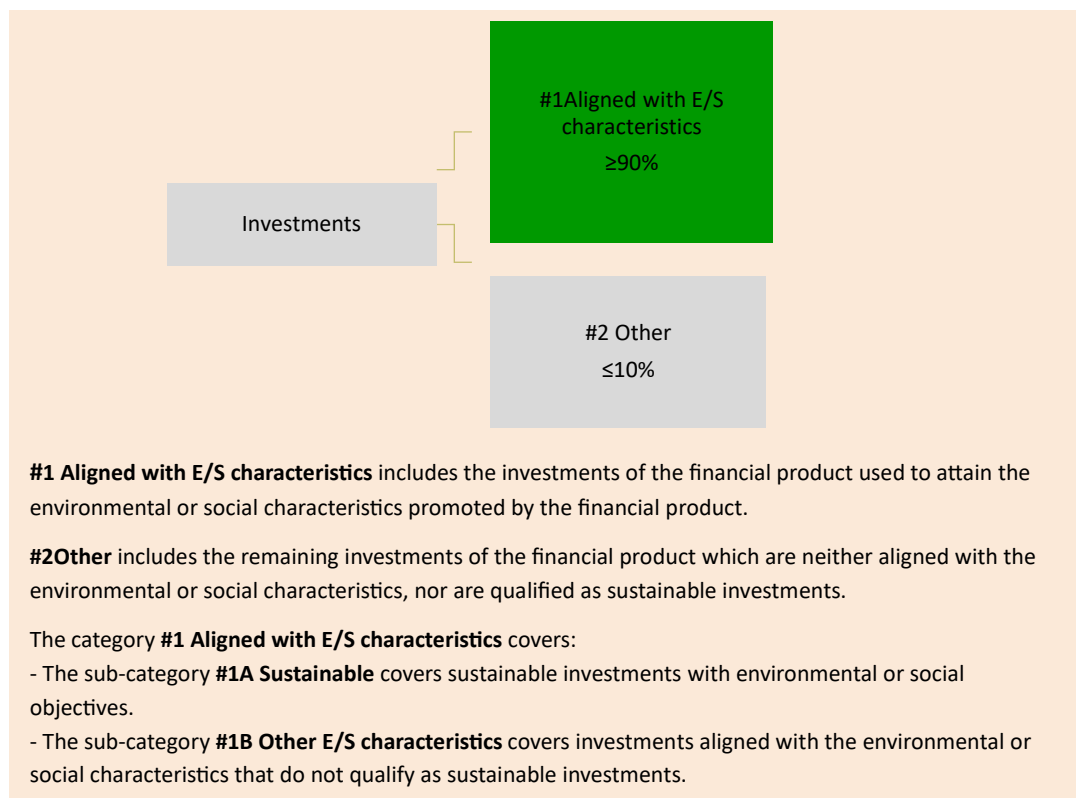 #1Aligned with E/S
characteristics
≥90%
Investments
#2 Other
≤10%
#1 Aligned with E/S characteristics includes the investments of the financial product used to attain the
environmental or social characteristics promoted by the financial product.
#2Other includes the remaining investments of the financial product which are neither aligned with the
environmental or social characteristics, nor are qualified as sustainable investments.
The category #1 Aligned with E/S characteristics covers:
- The sub-category #1A Sustainable covers sustainable investments with environmental or social
objectives.
- The sub-category #1B Other E/S characteristics covers investments aligned with the environmental or
social characteristics that do not qualify as sustainable investments.